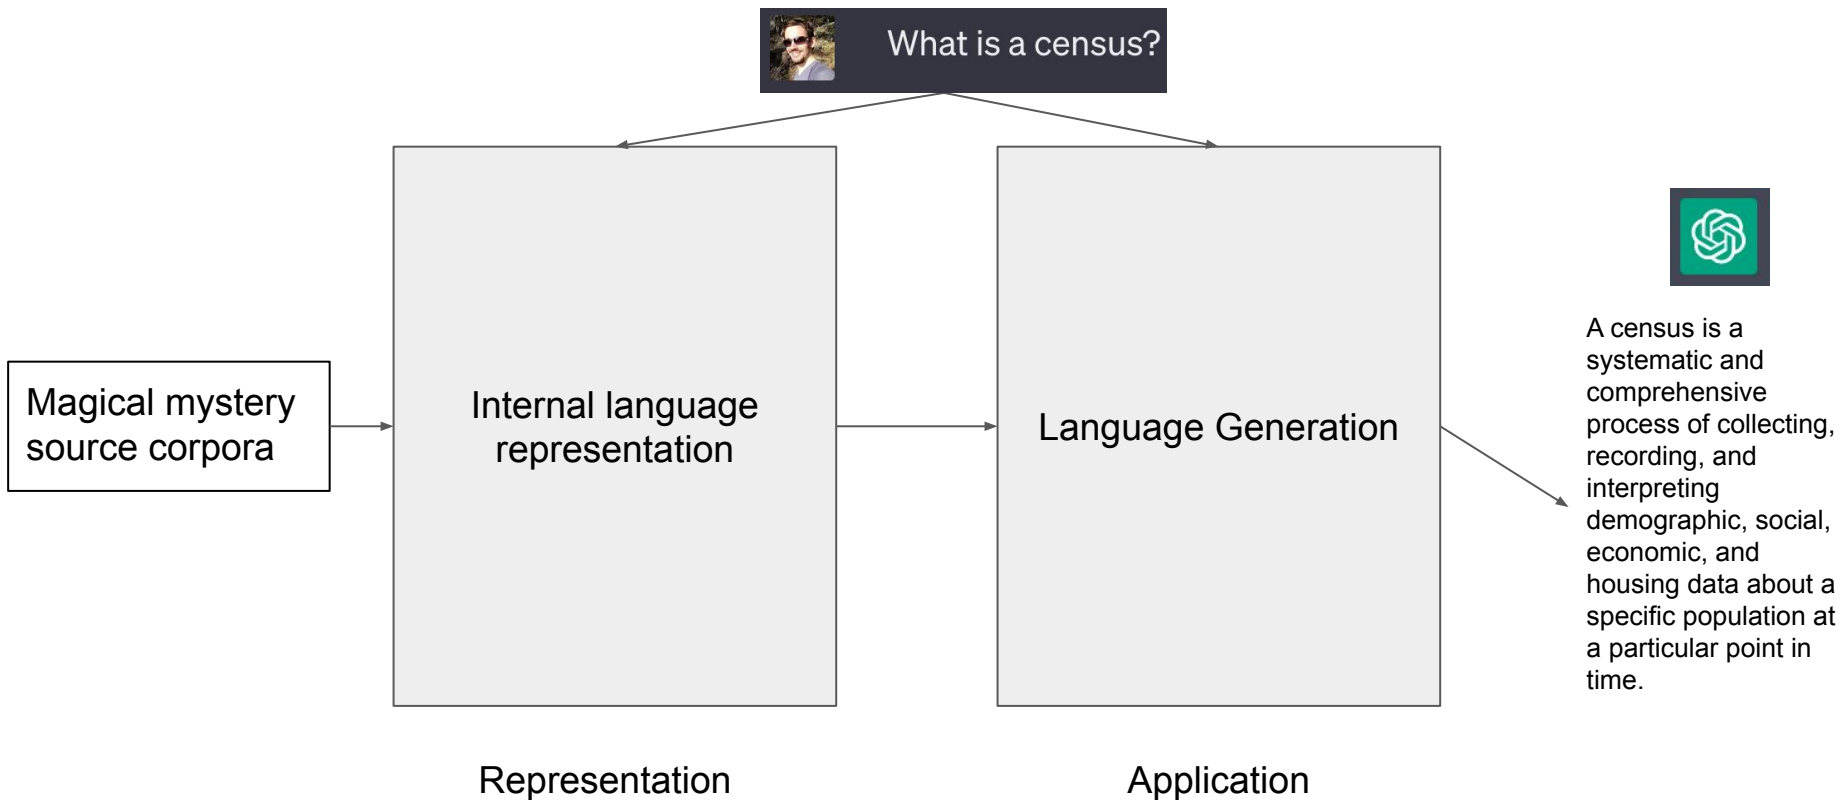 What is a census?
Magical mystery
source corpora
Internal language
representation
Language Generation
A census is a
systematic and
comprehensive
process of collecting,
recording, and
interpreting
demographic, social,
economic, and
housing data about a
specific population at
a particular point in
time.
Representation
Application